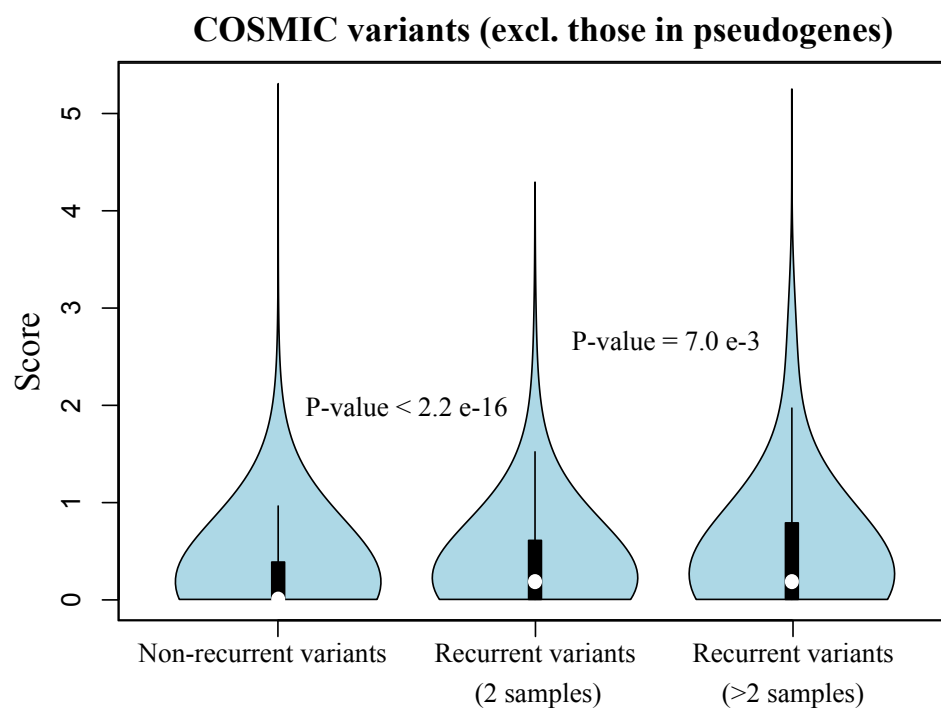 COSMIC variants (excl. those in pseudogenes)
5
4
3
2
1
0
Score
P-value = 7.0 e-3
P-value < 2.2 e-16
Non-recurrent variants
Recurrent variants
(2 samples)
Recurrent variants
(>2 samples)